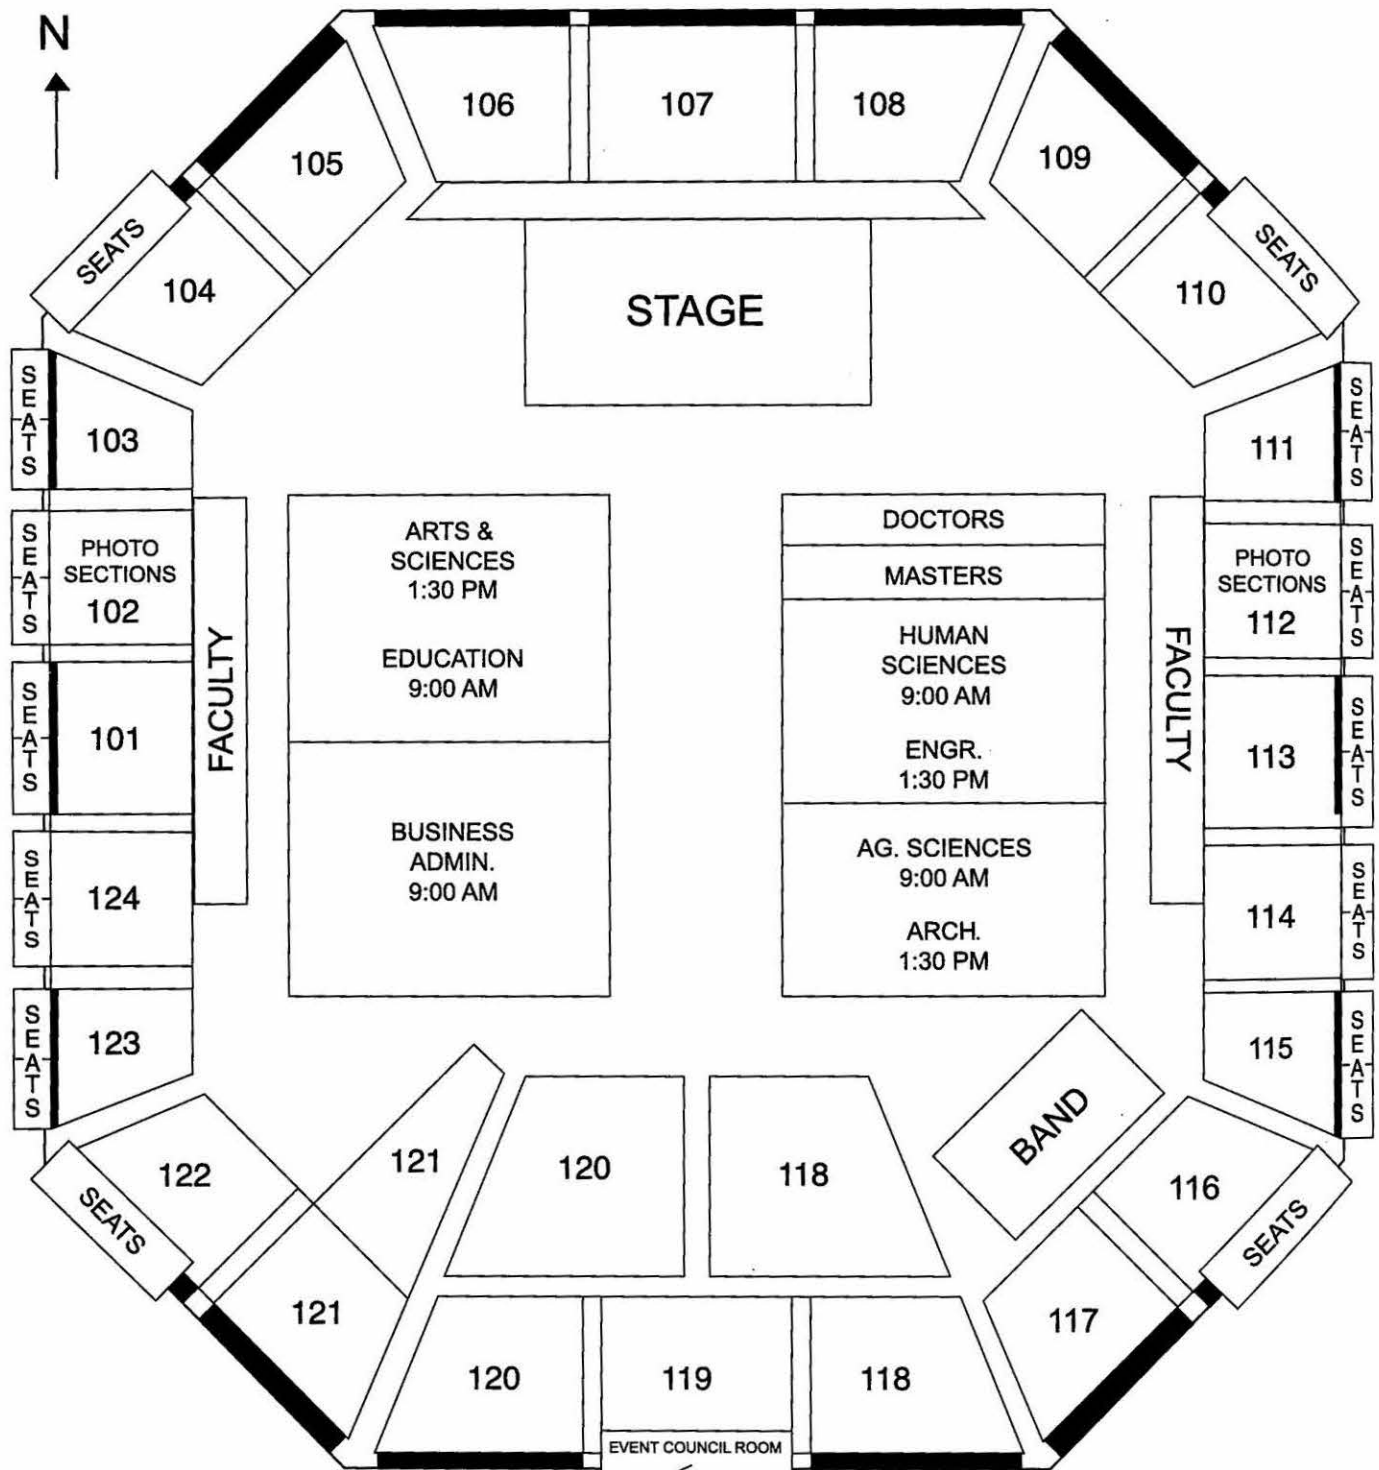 N
106
107
108
105
109
SEATS
104
STAGE
110
SEATS
SEATS
103
111
SEATS
SEATS
PHOTO
SECTIONS
102
FACULTY
ARTS &
SCIENCES
1:30 PM
EDUCATION
9:00 AM
BUSINESS
ADMIN.
9:00 AM
DOCTORS
MASTERS
HUMAN
SCIENCES
9:00 AM
ENGR.
1:30 PM
AG. SCIENCES
9:00 AM
ARCH.
1:30 PM
FACULTY
PHOTO
SECTIONS
112
SEATS
SEATS
101
113
SEATS
SEATS
124
114
SEATS
SEATS
123
115
SEATS
BAND
122
121
120
118
116
SEATS
SEATS
121
117
120
119
118
EVENT COUNCIL ROOM